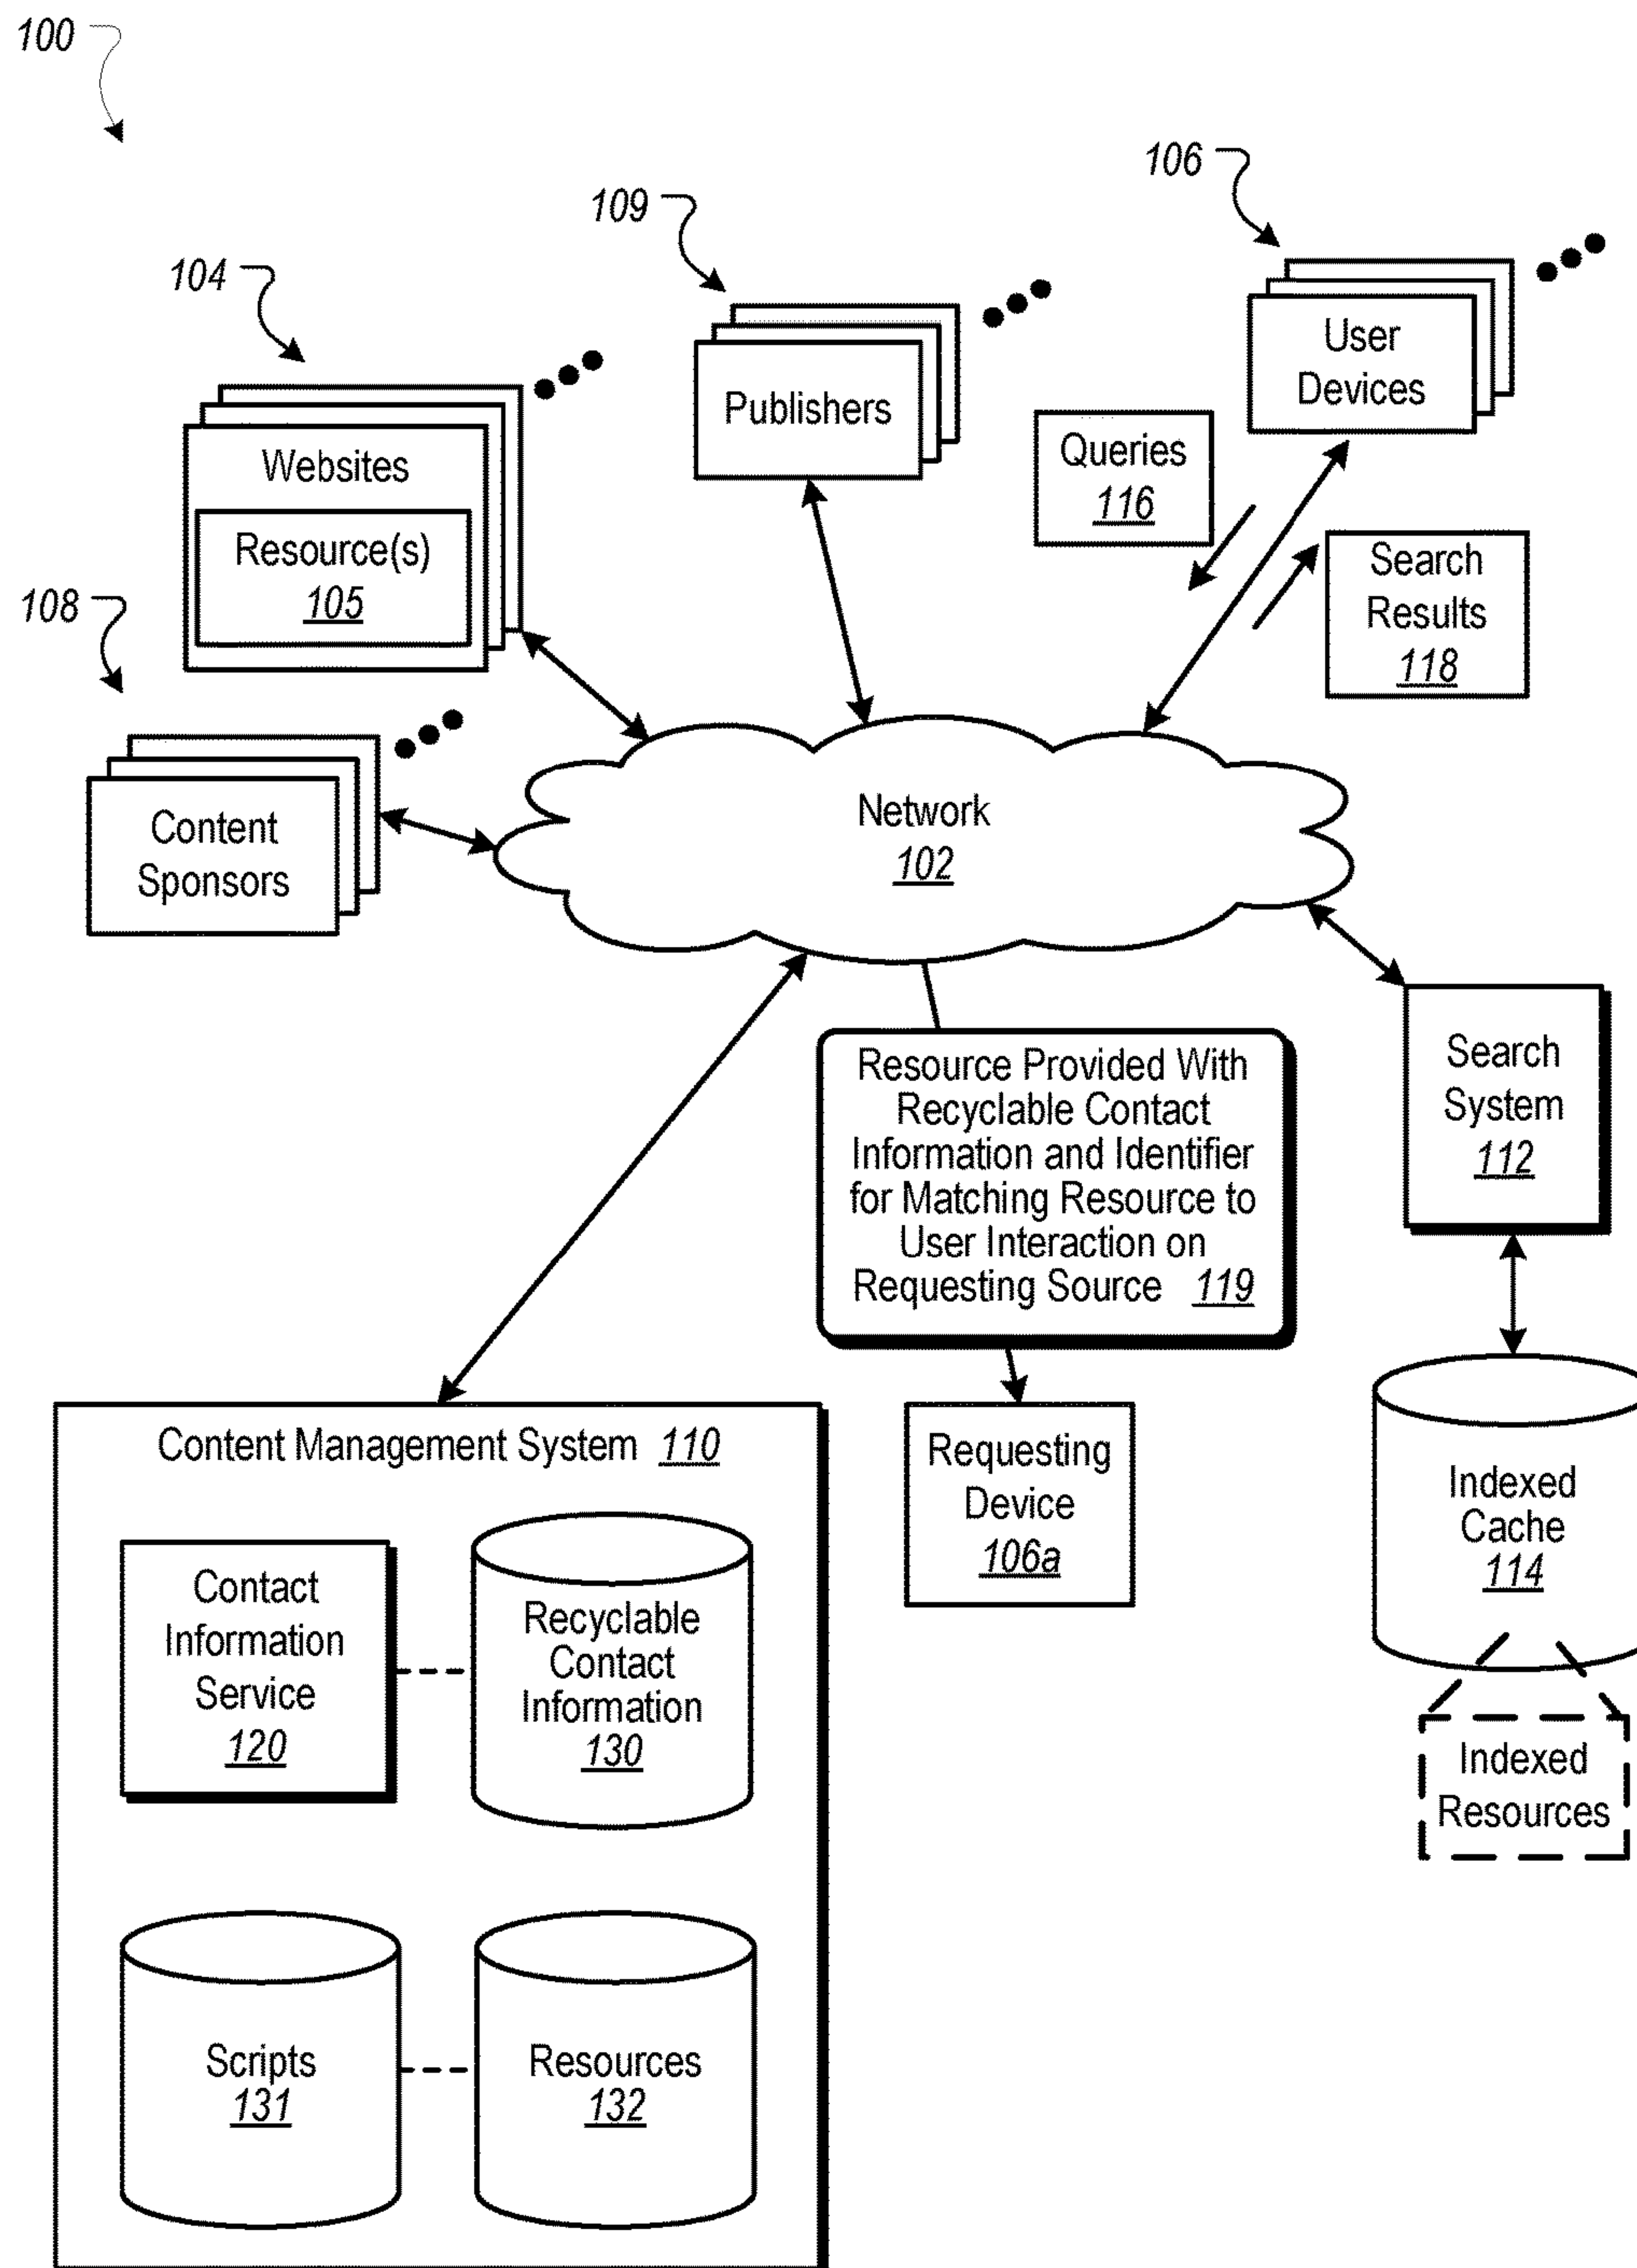 100
106
109
104
User
Devices
Publishers
Queries
116
Websites
Resource(s)
105
Search
Results
118
108
Content
Sponsors
Network
102
Resource Provided With
Recyclable Contact
Information and Identifier
for Matching Resource to
User Interaction on
Requesting Source 119
Search
System
112
Content Management System 110
Requesting
Device
106a
Indexed
Cache
114
Contact
Information
Service
120
Recyclable
Contact
Information
130
Indexed
Resources
Scripts
131
Resources
132